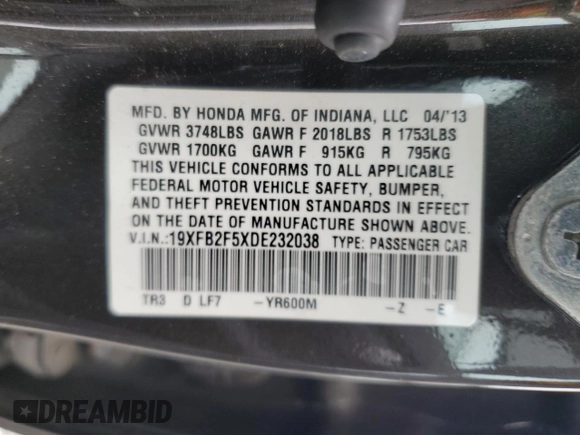 MFD. BY HONDA MFG. OF INDIANA, LLC 04/'13
GVWR 3748LBS GAWR F 2018LBS R 1753LBS
GVWR 1700KG GAWR F 915KG R 795KG
THIS VEHICLE CONFORMS TO ALL APPLICABLE
FEDERAL MOTOR VEHICLE SAFETY, BUMPER,
AND THEFT PREVENTION STANDARDS IN EFFECT
ON THE DATE OF MANUFACTURE SHOWN ABOVE.
V.I.N.:19XFB2F5XDE232038 TYPE: PASSENGER CAR
TR3 D LF7 -YR600M -Z -E
DREAMBID